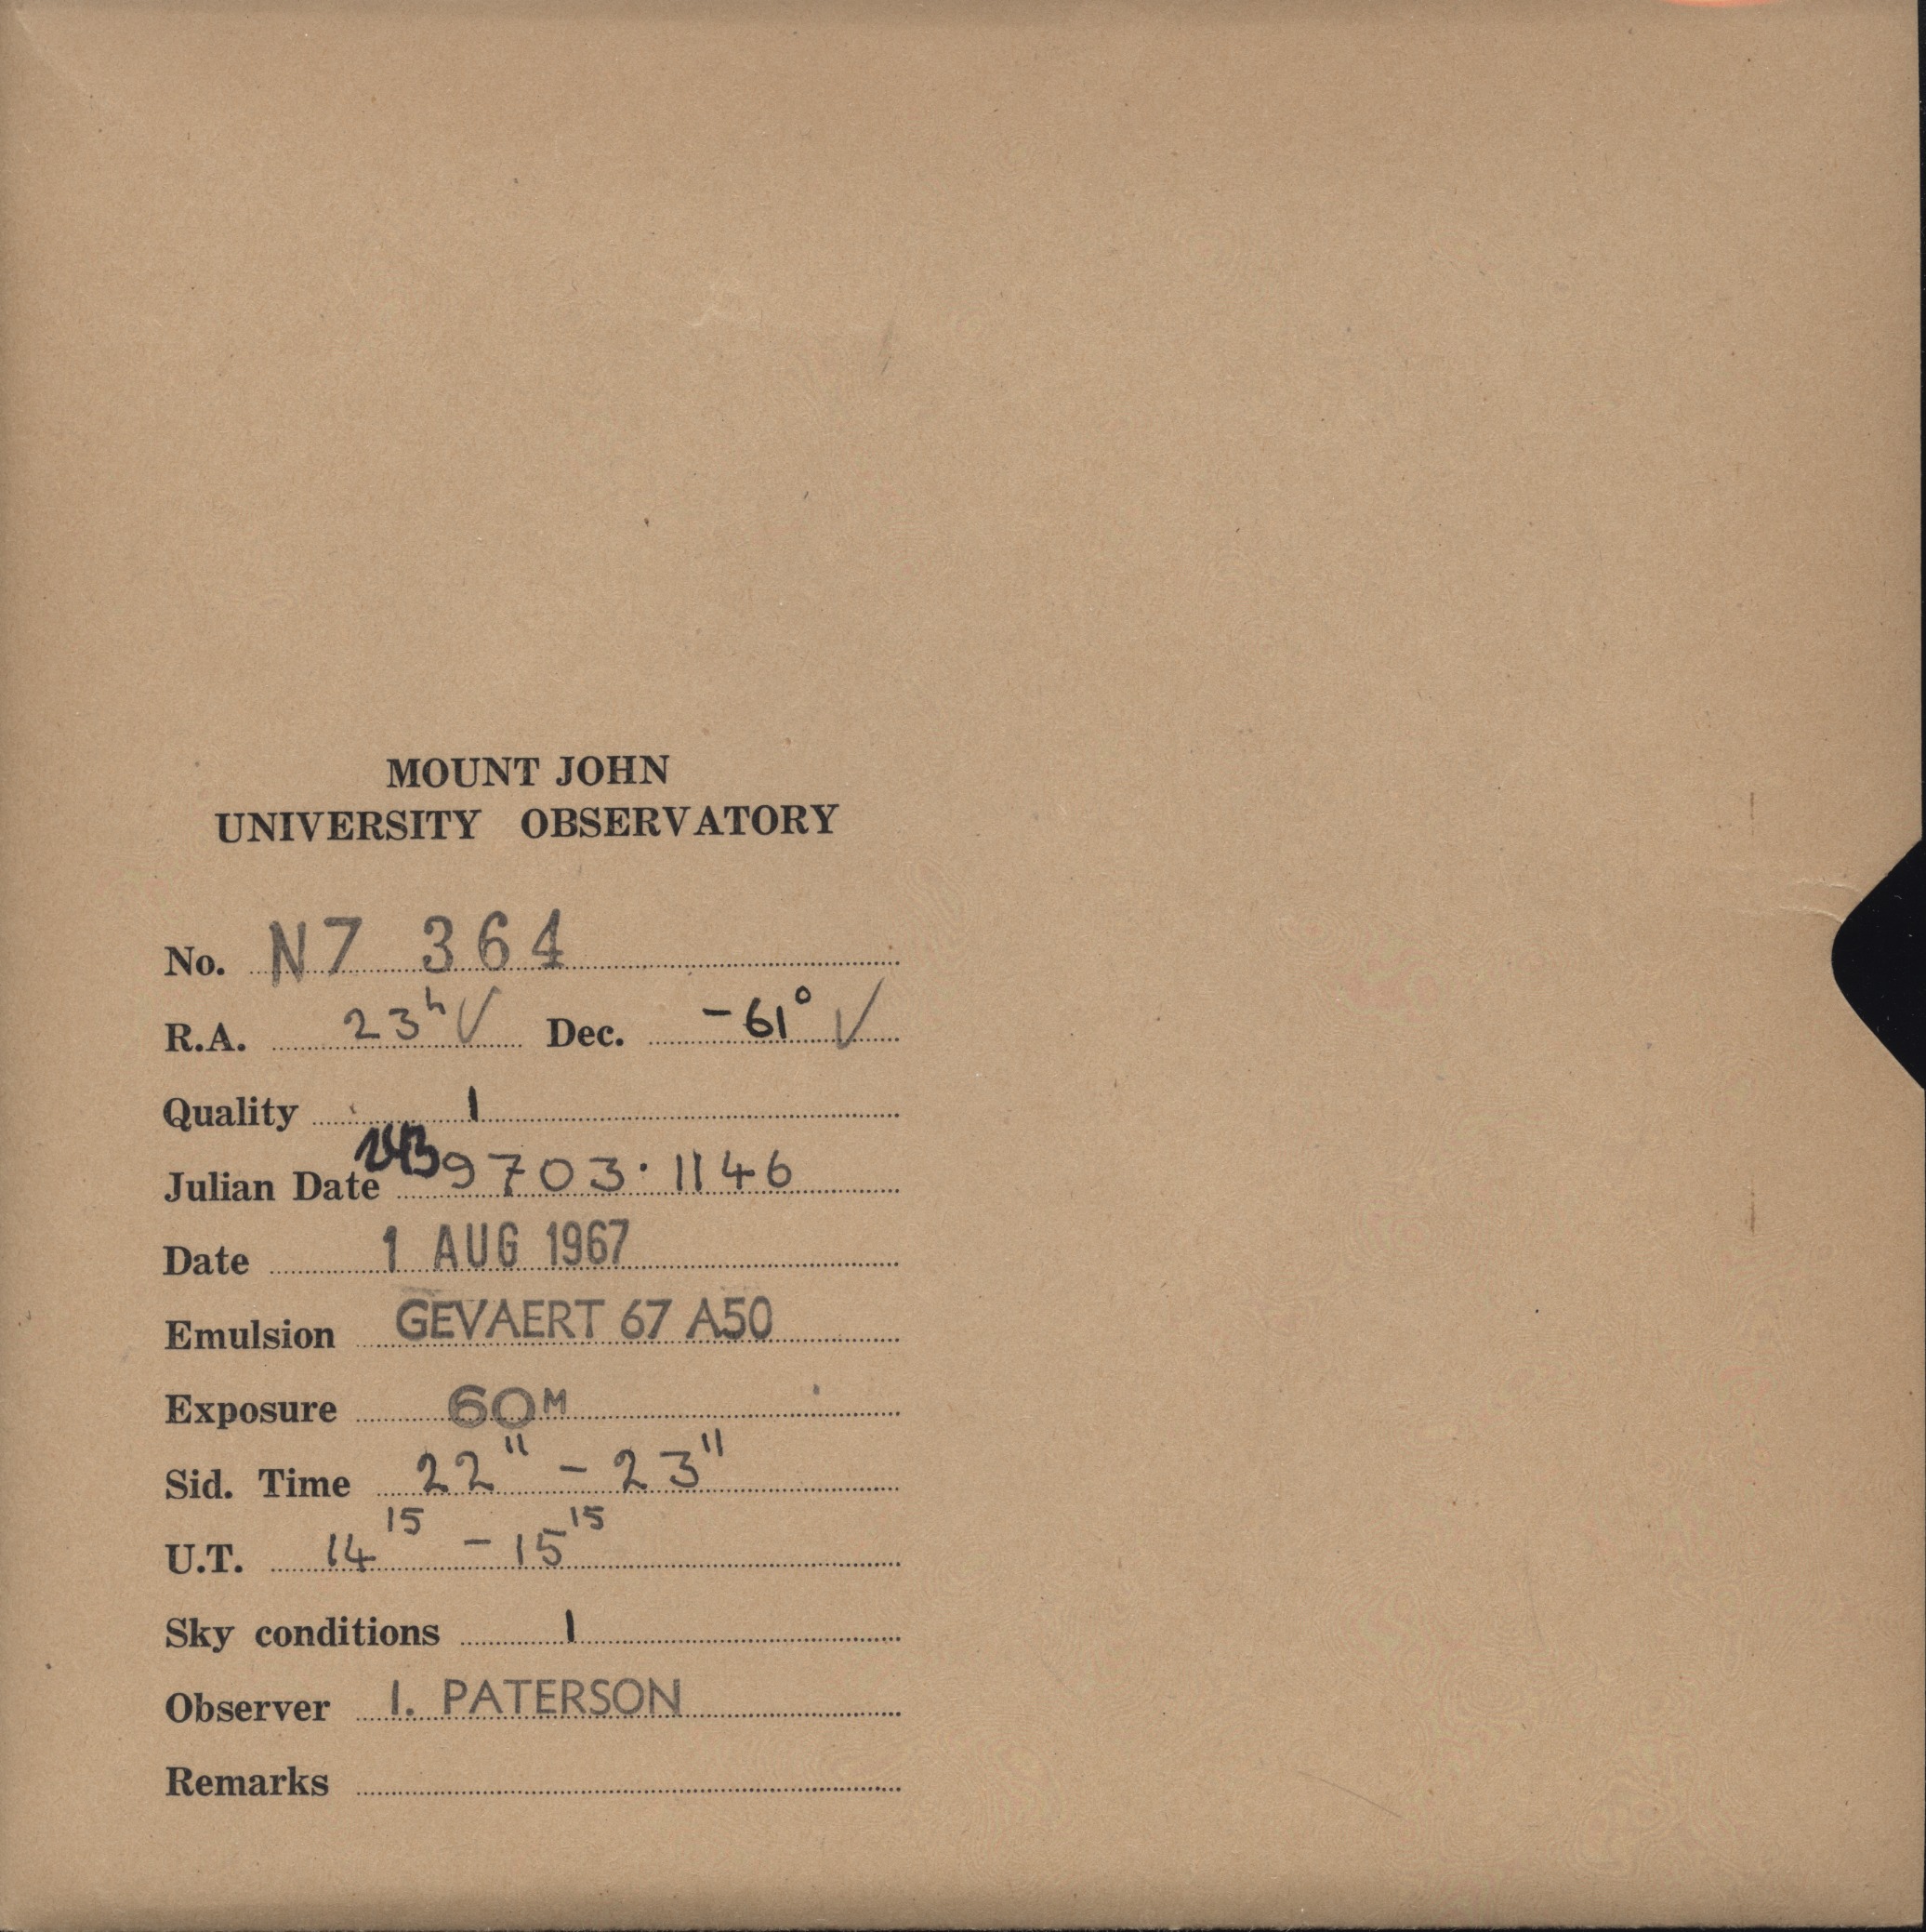 MOUNT JOHN
UNIVERSITY OBSERVATORY
No. N7 364
R.A. 23h √ Dec. -61° √
Quality 1
Julian Date 2439703·1146
Date 1 AUG 1967
Emulsion GEVAERT 67 A50
Exposure 60M
Sid. Time 22" - 23"
U.T. 14 15 - 15 15
Sky conditions 1
Observer I. PATERSON
Remarks